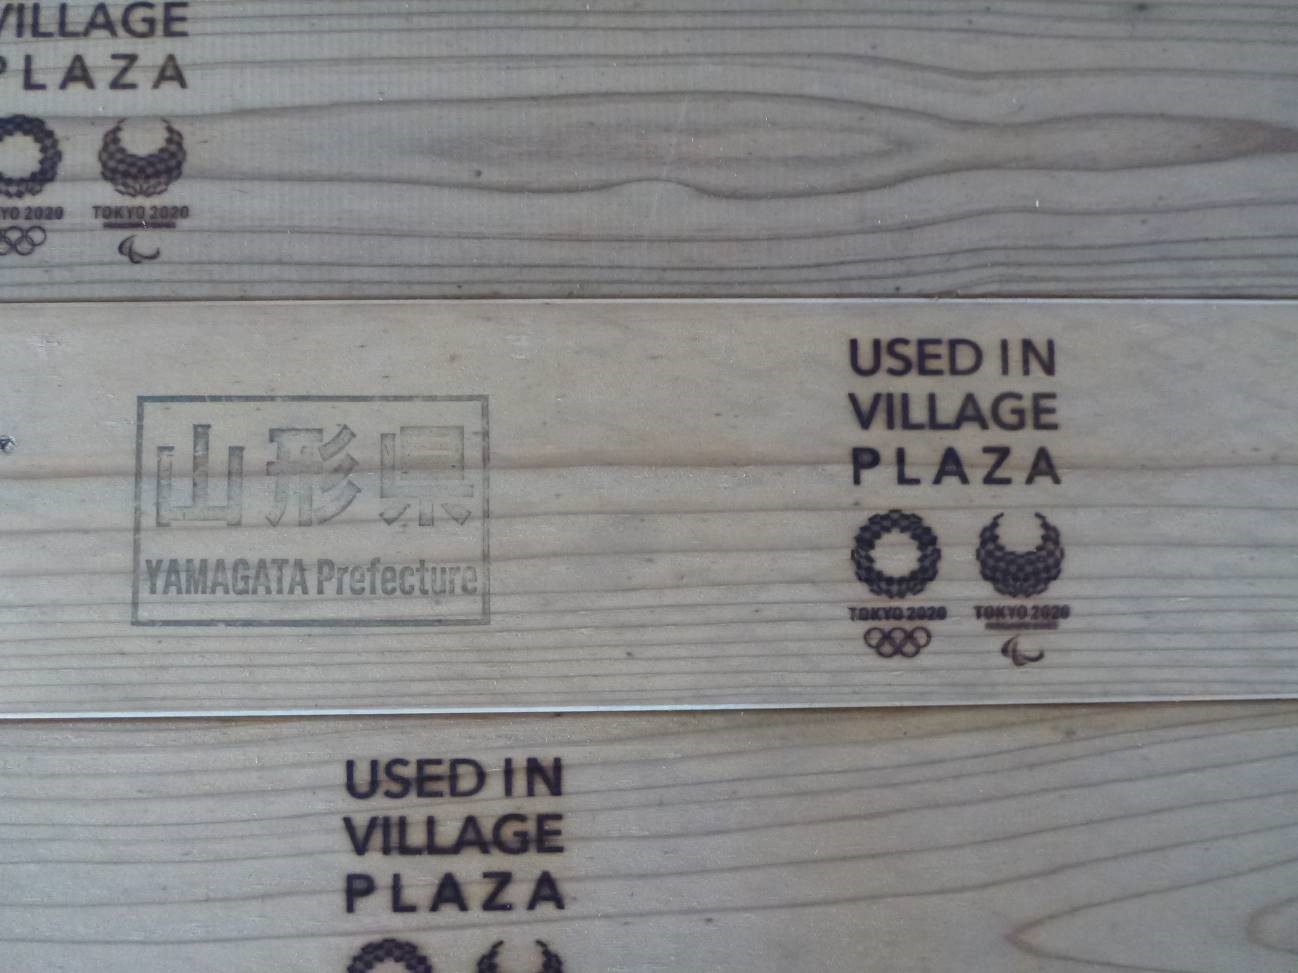 VILLAGE
PLAZA
YO 2020
TOKYO 2020
USED IN
VILLAGE
PLAZA
山形県
YAMAGATA Prefecture
TOKYO 2020
TOKYO 2020
USED IN
VILLAGE
PLAZA